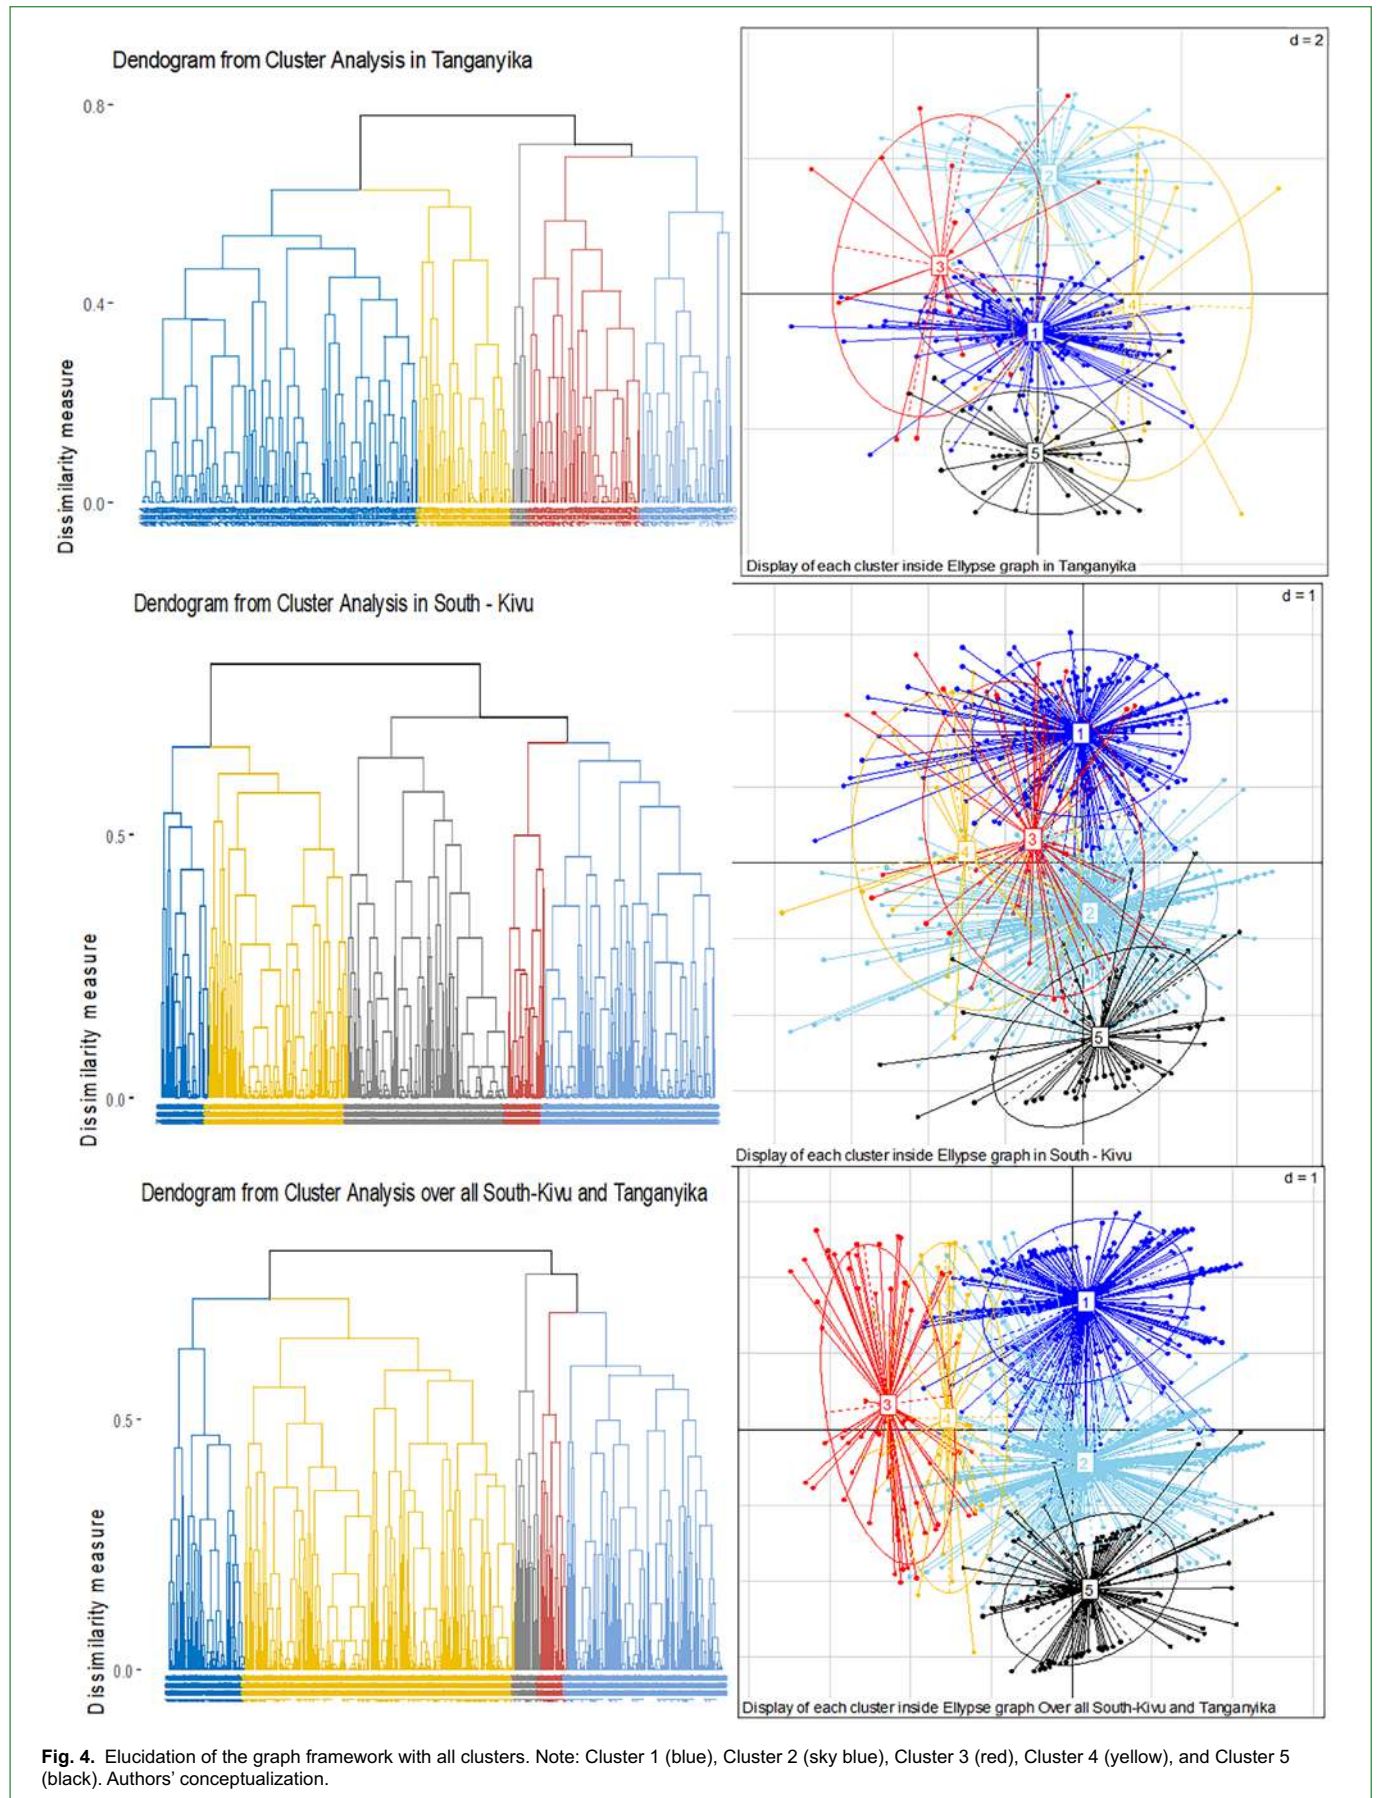 Dendogram from Cluster Analysis in Tanganyika
0.8
0.4
0.0
Dissimilarity measure
d = 2
2
3
4
1
5
Display of each cluster inside Ellypse graph in Tanganyika
Dendogram from Cluster Analysis in South - Kivu
0.5
0.0
Dissimilarity measure
d = 1
1
3
4
2
5
Display of each cluster inside Ellypse graph in South - Kivu
Dendogram from Cluster Analysis over all South-Kivu and Tanganyika
0.5
0.0
Dissimilarity measure
d = 1
1
3
4
2
5
Display of each cluster inside Ellypse graph Over all South-Kivu and Tanganyika
Fig. 4. Elucidation of the graph framework with all clusters. Note: Cluster 1 (blue), Cluster 2 (sky blue), Cluster 3 (red), Cluster 4 (yellow), and Cluster 5
(black). Authors’ conceptualization.